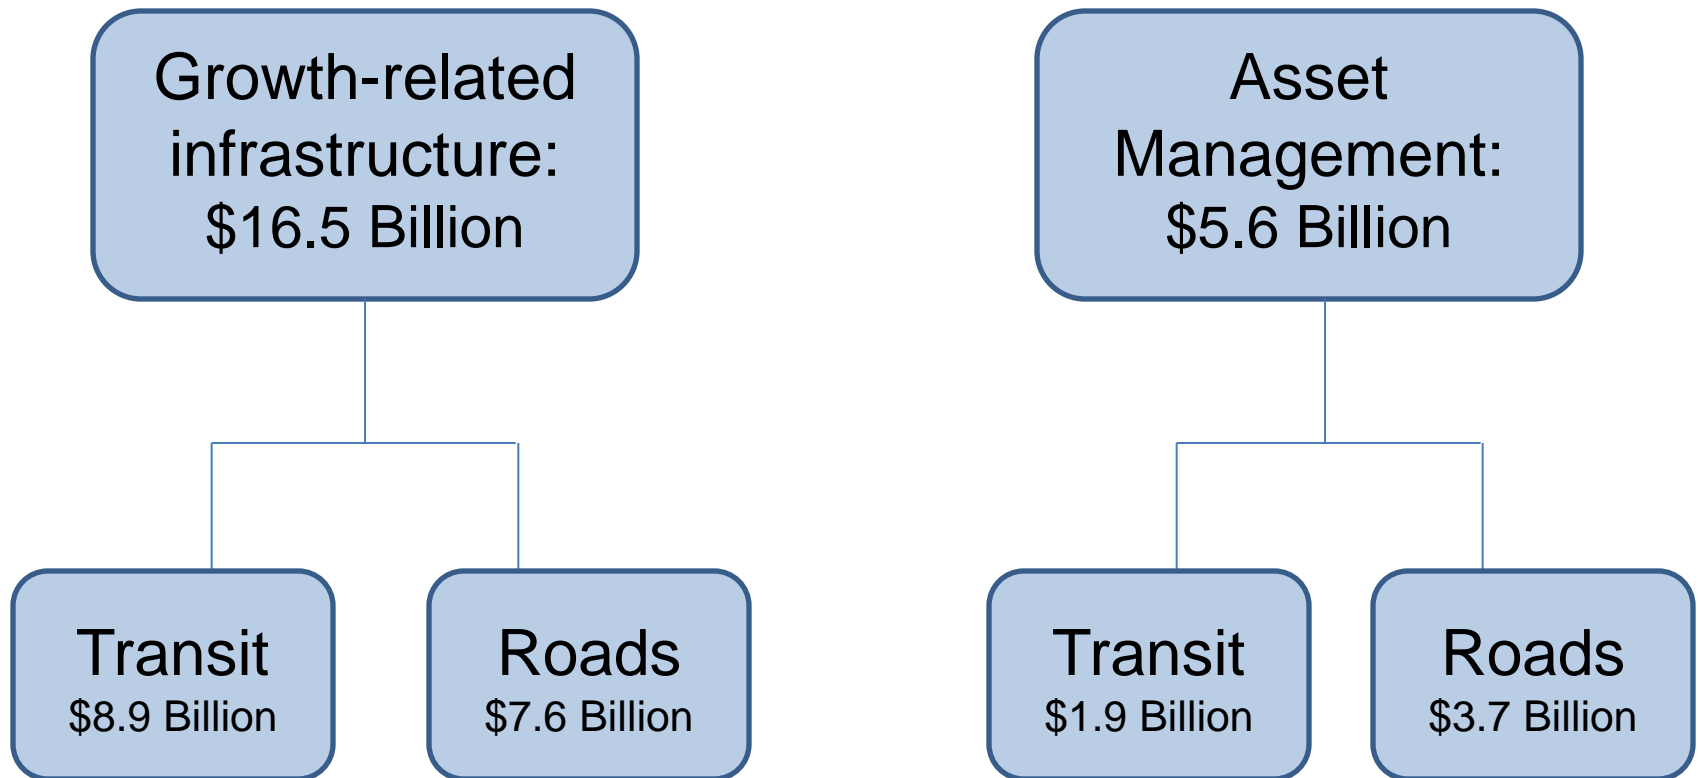 Growth-related
infrastructure:
$16.5 Billion
Asset
Management:
$5.6 Billion
Transit
$8.9 Billion
Roads
$7.6 Billion
Transit
$1.9 Billion
Roads
$3.7 Billion